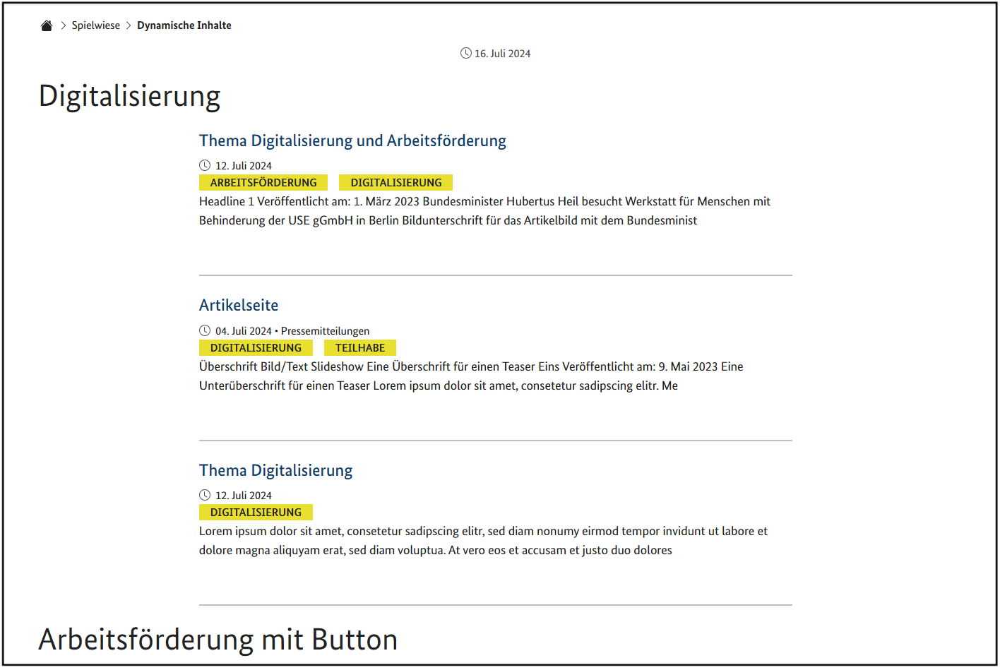 Spielwiese > Dynamische Inhalte
16. Juli 2024
Digitalisierung
Thema Digitalisierung und Arbeitsförderung
12. Juli 2024
ARBEITSFÖRDERUNG DIGITALISIERUNG
Headline 1 Veröffentlicht am: 1. März 2023 Bundesminister Hubertus Heil besucht Werkstatt für Menschen mit
Behinderung der USE gGmbH in Berlin Bildunterschrift für das Artikelbild mit dem Bundesminist
Artikelseite
04. Juli 2024 • Pressemitteilungen
DIGITALISIERUNG TEILHABE
Überschrift Bild/Text Slideshow Eine Überschrift für einen Teaser Eins Veröffentlicht am: 9. Mai 2023 Eine
Unterüberschrift für einen Teaser Lorem ipsum dolor sit amet, consetetur sadipscing elitr. Me
Thema Digitalisierung
12. Juli 2024
DIGITALISIERUNG
Lorem ipsum dolor sit amet, consetetur sadipscing elitr, sed diam nonumy eirmod tempor invidunt ut labore et
dolore magna aliquyam erat, sed diam voluptua. At vero eos et accusam et justo duo dolores
Arbeitsförderung mit Button